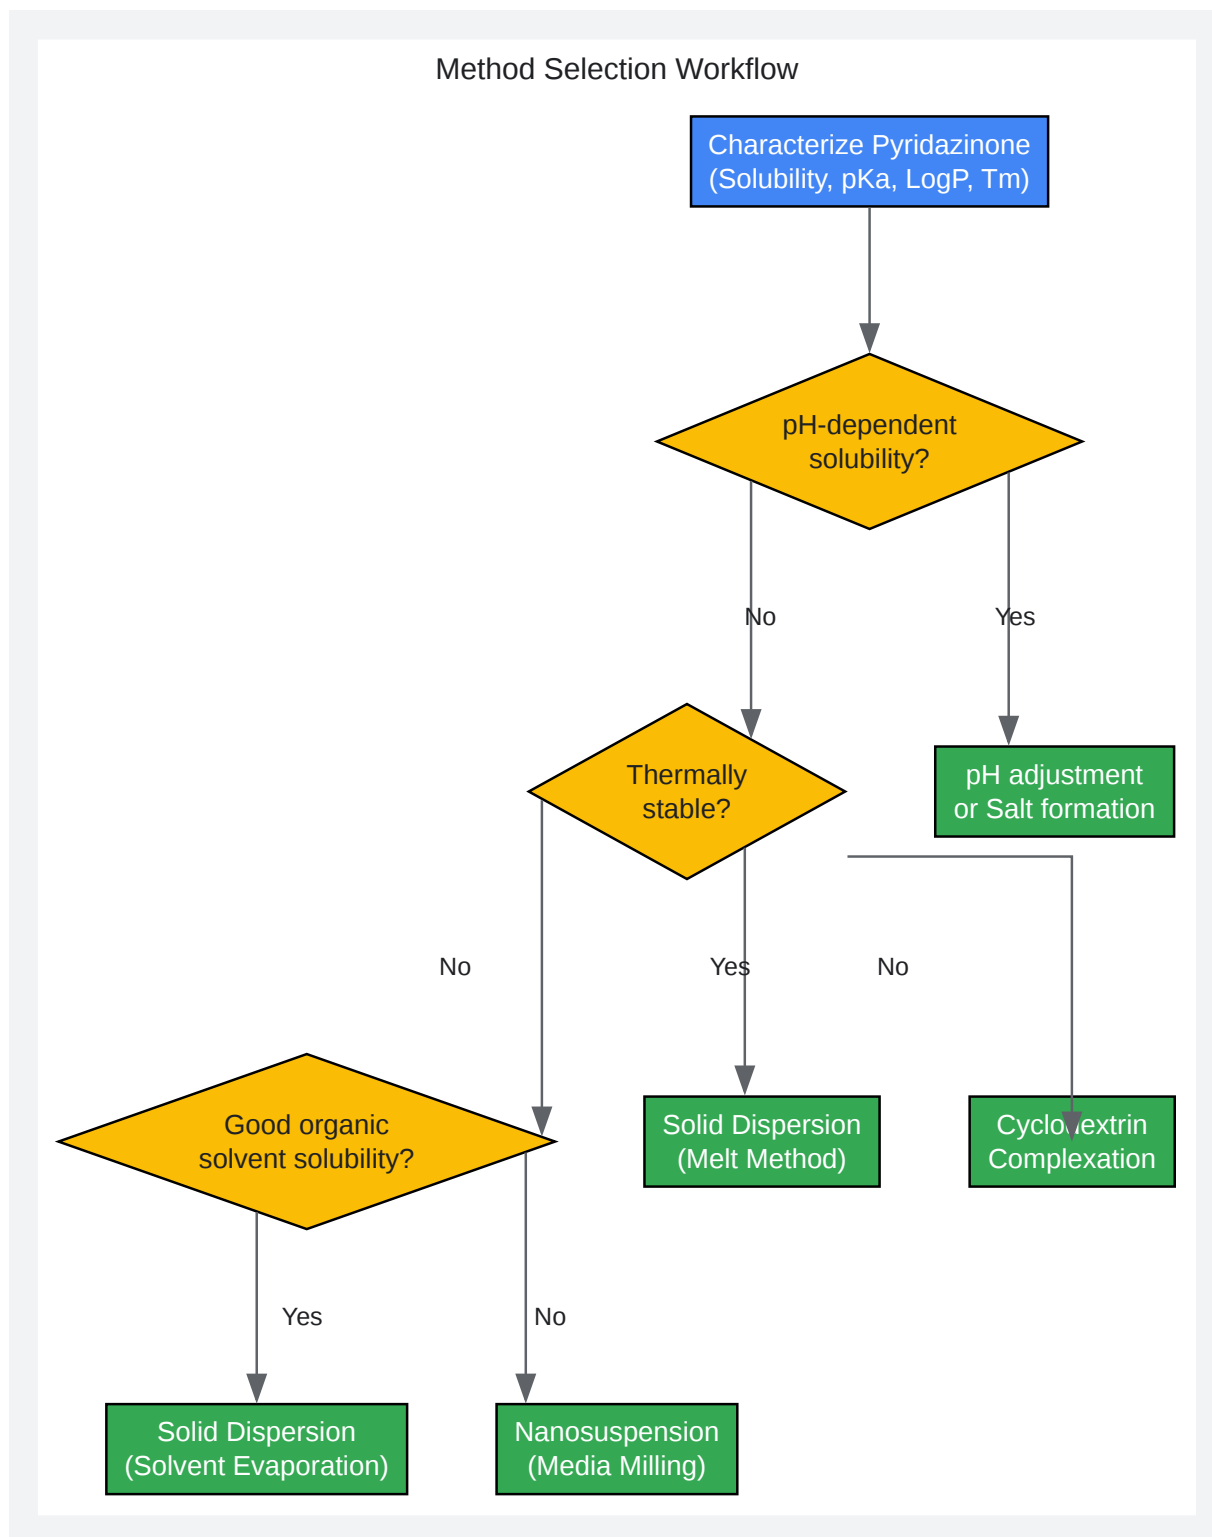 Method Selection Workflow
Characterize Pyridazinone
(Solubility, pKa, LogP, Tm)
pH-dependent
solubility?
No
Yes
Thermally
stable?
pH adjustment
or Salt formation
No
Yes
No
Good organic
solvent solubility?
Solid Dispersion
(Melt Method)
Cyclodextrin
Complexation
Yes
No
Solid Dispersion
(Solvent Evaporation)
Nanosuspension
(Media Milling)